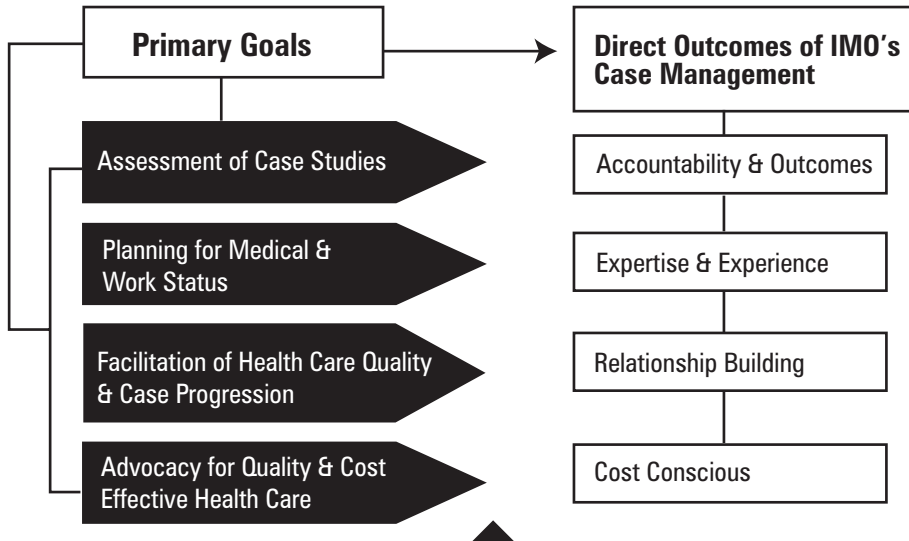 Primary Goals
Assessment of Case Studies
Planning for Medical &
Work Status
Facilitation of Health Care Quality
& Case Progression
Advocacy for Quality & Cost
Effective Health Care
Direct Outcomes of IMO's
Case Management
Accountability & Outcomes
Expertise & Experience
Relationship Building
Cost Conscious